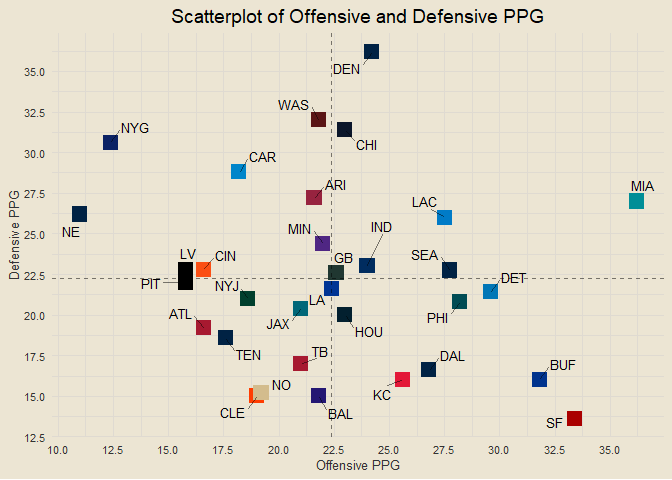 Scatterplot of Offensive and Defensive PPG
DEN
35.0
WAS
32.5
CHI
NYG
30.0
CAR
27.5
ARI
MIA
LAC
NE
MIN
IND
25.0
Defensive PPG
LV
CIN
GB
SEA
22.5
PIT
NYJ
LA
DET
20.0
ATL
JAX
HOU
PHI
TEN
TB
DAL
17.5
BUF
NO
KC
15.0
CLE
BAL
SF
12.5
10.0 12.5 15.0 17.5 20.0 22.5 25.0 27.5 30.0 32.5 35.0
Offensive PPG